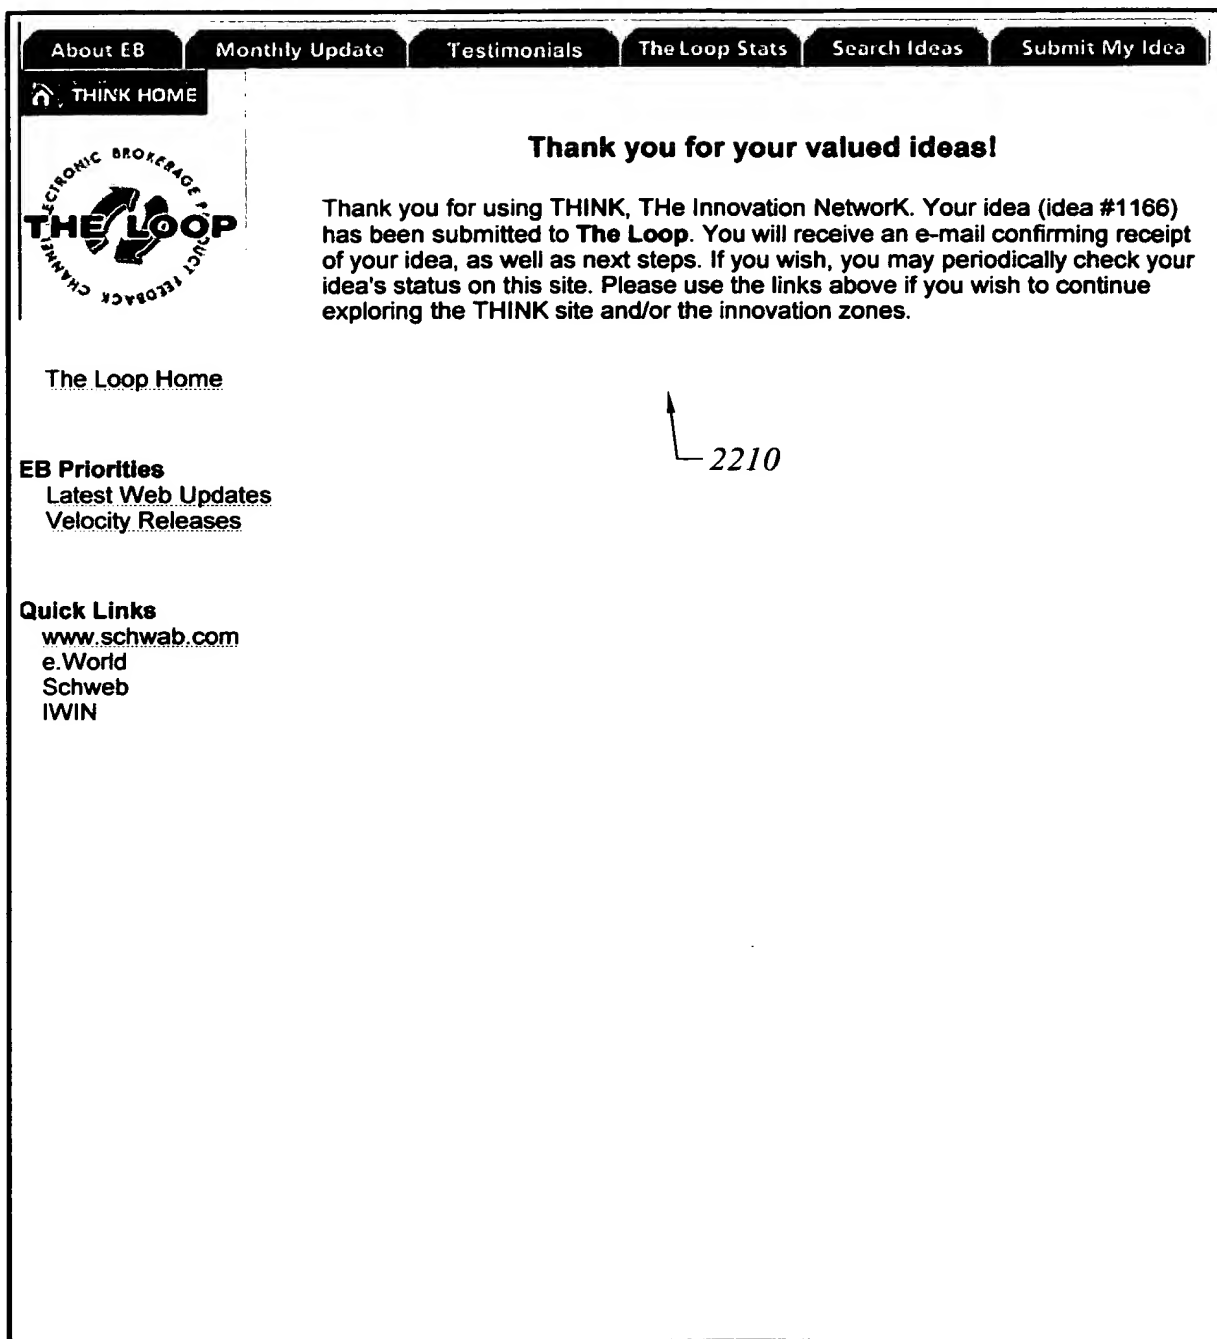 About EB Monthly Update Testimonials The Loop Stats Search Ideas Submit My Idea
THINK HOME
ELECTRONIC BROKERAGE PRODUCT FEEDBACK CHANNEL
THE LOOP
Thank you for your valued ideas!
Thank you for using THINK, THe Innovation NetworK. Your idea (idea #1166)
has been submitted to The Loop. You will receive an e-mail confirming receipt
of your idea, as well as next steps. If you wish, you may periodically check your
idea's status on this site. Please use the links above if you wish to continue
exploring the THINK site and/or the innovation zones.
The Loop Home
2210
EB Priorities
Latest Web Updates
Velocity Releases
Quick Links
www.schwab.com
e.World
Schweb
IWIN